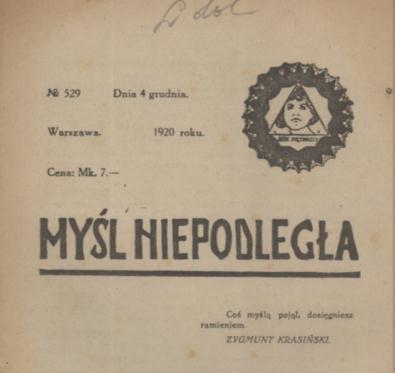 № 529 Dnia 4 grudnia.
Warszawa. 1920 roku.
Cena: Mk. 7.—
MYŚL NIEPODLEGŁA
Coś myślą pojął, dosięgniesz
ramieniem.
ZYGMUNT KRASIŃSKI.